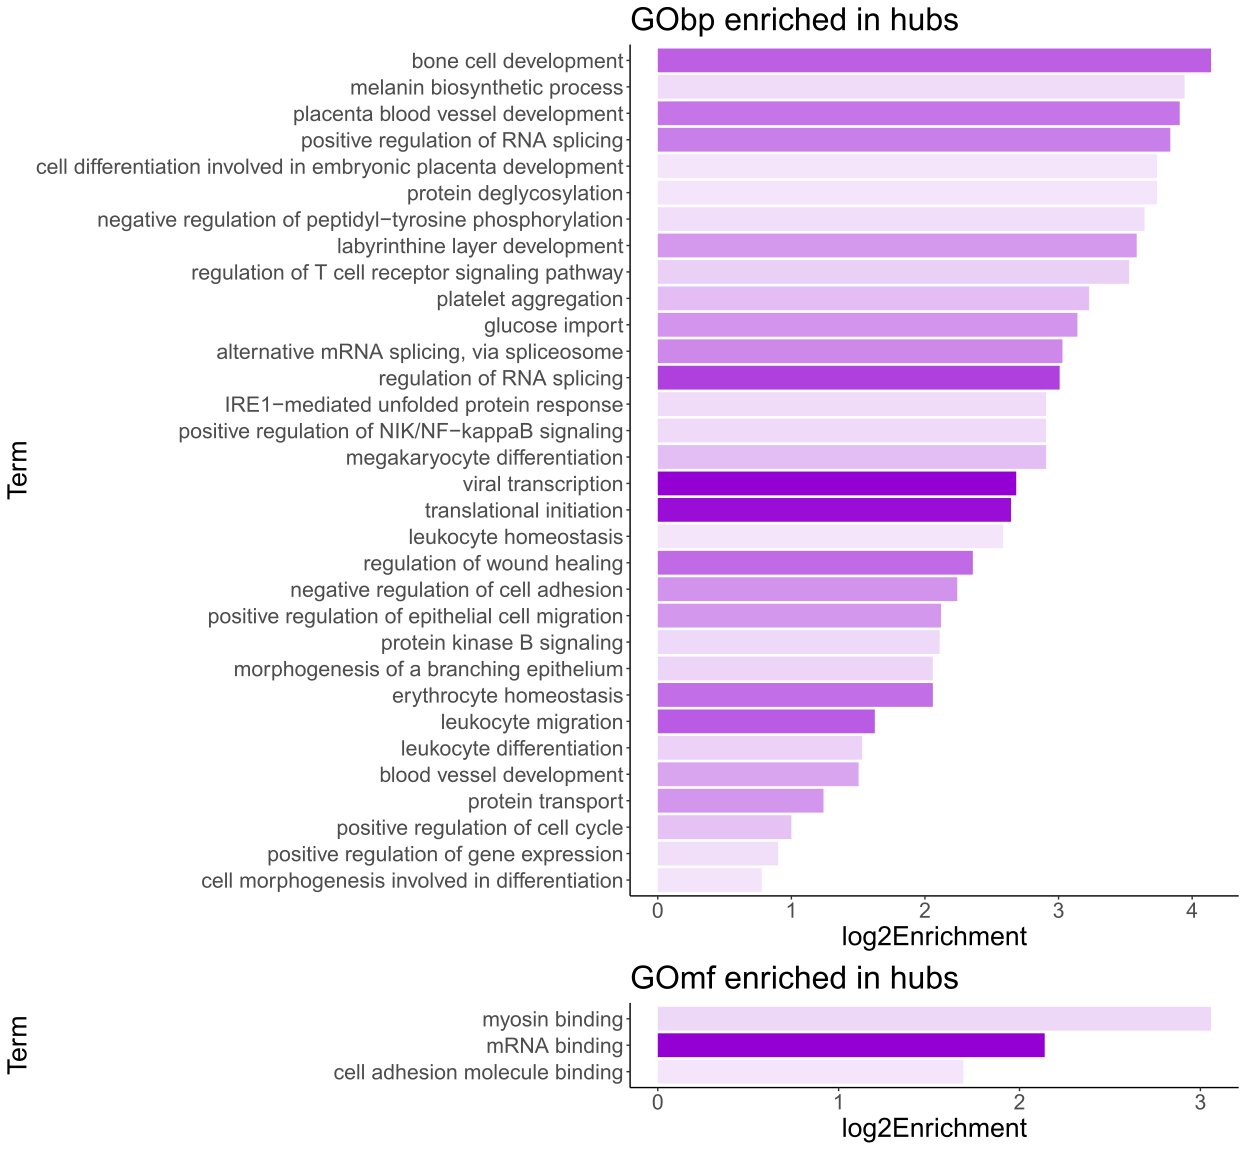 GObp enriched in hubs
bone cell development
melanin biosynthetic process
placenta blood vessel development
positive regulation of RNA splicing
cell differentiation involved in embryonic placenta development
protein deglycosylation
negative regulation of peptidyl−tyrosine phosphorylation
labyrinthine layer development
regulation of T cell receptor signaling pathway
platelet aggregation
glucose import
alternative mRNA splicing, via spliceosome
regulation of RNA splicing
IRE1−mediated unfolded protein response
positive regulation of NIK/NF−kappaB signaling
megakaryocyte differentiation
viral transcription
translational initiation
leukocyte homeostasis
regulation of wound healing
negative regulation of cell adhesion
positive regulation of epithelial cell migration
protein kinase B signaling
morphogenesis of a branching epithelium
erythrocyte homeostasis
leukocyte migration
leukocyte differentiation
blood vessel development
protein transport
positive regulation of cell cycle
positive regulation of gene expression
cell morphogenesis involved in differentiation
Term
0 1 2 3 4
log2Enrichment
GOmf enriched in hubs
myosin binding
mRNA binding
cell adhesion molecule binding
Term
0 1 2 3
log2Enrichment